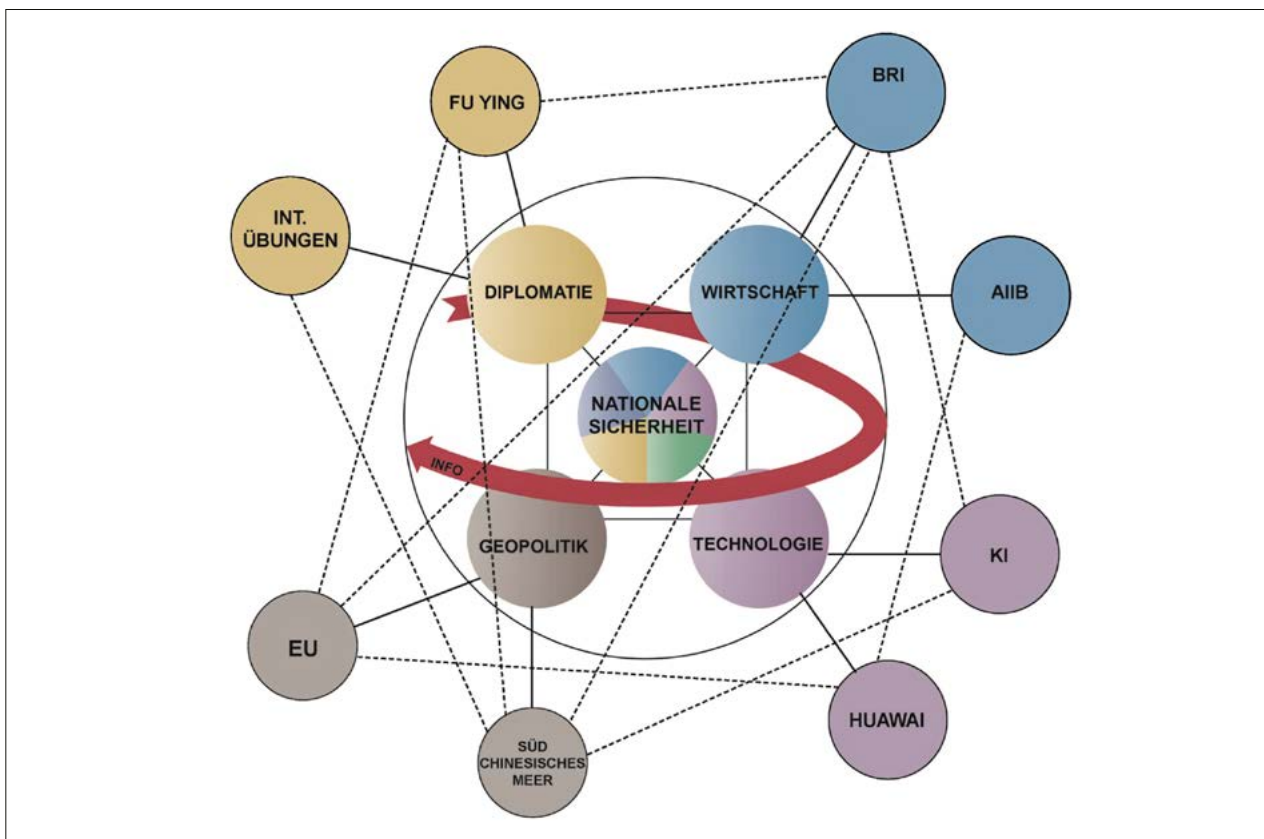 FU YING
BRI
INT.
ÜBUNGEN
DIPLOMATIE
WIRTSCHAFT
AIIB
NATIONALE
SICHERHEIT
INFO
GEOPOLITIK
TECHNOLOGIE
KI
EU
HUAWAI
SÜD
CHINESISCHES
MEER